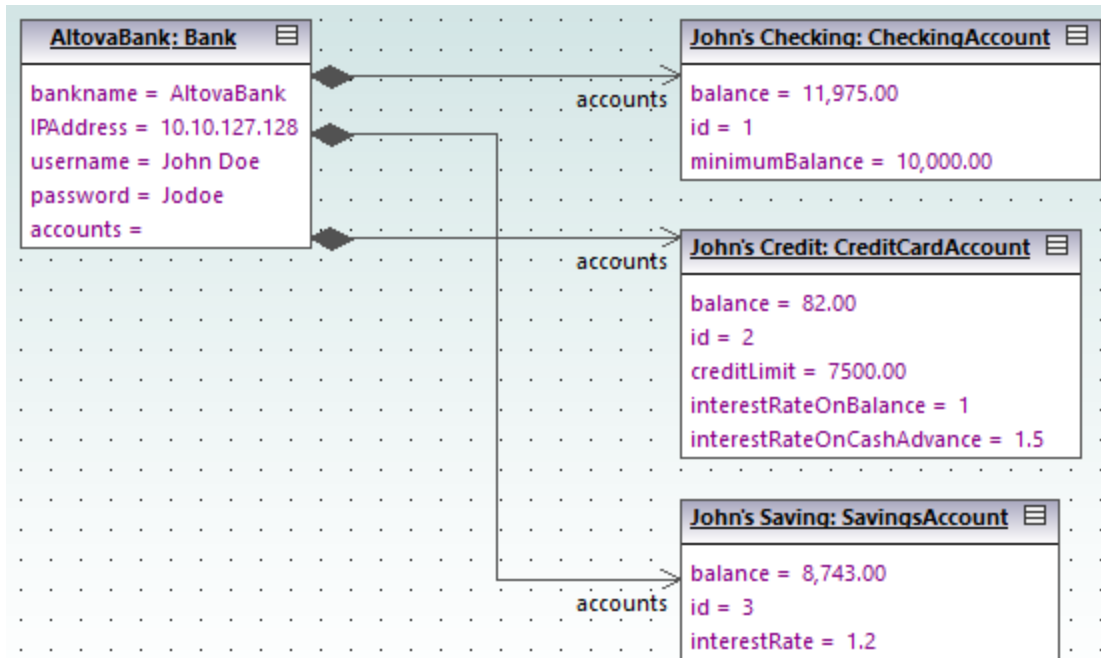 AltovaBank: Bank
bankname = AltovaBank
IPAddress = 10.10.127.128
username = John Doe
password = Jodoe
accounts =
accounts
John's Checking: CheckingAccount
balance = 11,975.00
id = 1
minimumBalance = 10,000.00
accounts
John's Credit: CreditCardAccount
balance = 82.00
id = 2
creditLimit = 7500.00
interestRateOnBalance = 1
interestRateOnCashAdvance = 1.5
accounts
John's Saving: SavingsAccount
balance = 8,743.00
id = 3
interestRate = 1.2